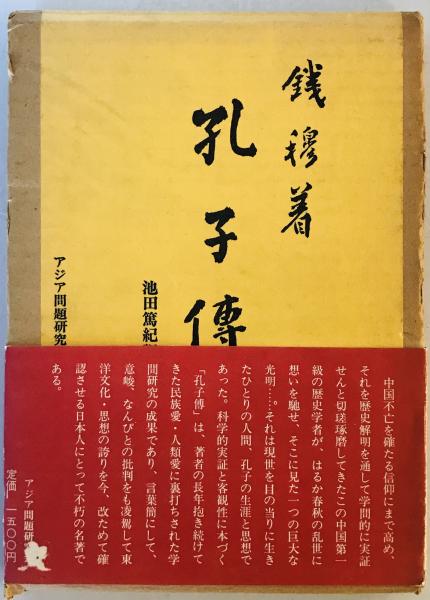 銭穆着
孔子傳
池田篤紀
アジア問題研究
中国不亡を確たる信仰にまで高め、
それを歴史解明を通して学問的に実証
せんと切瑳琢磨してきたこの中国第一
級の歴史学者が、はるか春秋の乱世に
想いを馳せ、そこに見た一つの巨大な
光明……。それは現世を目の当りに生き
たひとりの人間、孔子の生涯と思想で
あった。科学的実証と客観性に本づく
「孔子傳」は、著者の長年抱き続けて
きた民族愛・人類愛に裏打ちされた学
間研究の成果であり、言葉簡にして、
意峻、なんぴとの批判をも凌駕して東
洋文化・思想の誇りを今、改ためて確
認させる日本人にとって不朽の名著で
ある。
アジア問題研
定価—一五〇〇円